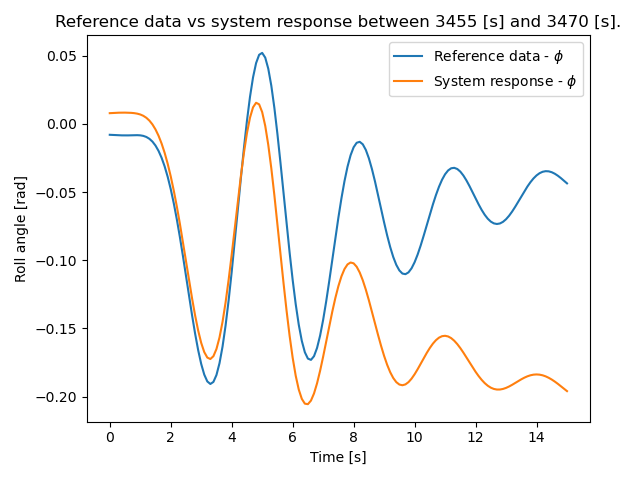 Reference data vs system response between 3455 [s] and 3470 [s].
Reference data - ϕ
System response - ϕ
0.05
0.00
−0.05
−0.10
−0.15
−0.20
Roll angle [rad]
0 2 4 6 8 10 12 14
Time [s]